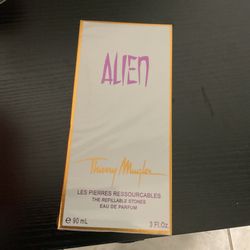 ALIEN
Thierry Mugler
LES PIERRES RESSOURCABLES
THE REFILLABLE STONES
EAU DE PARFUM
e 90 mL
3 Fl.Oz.